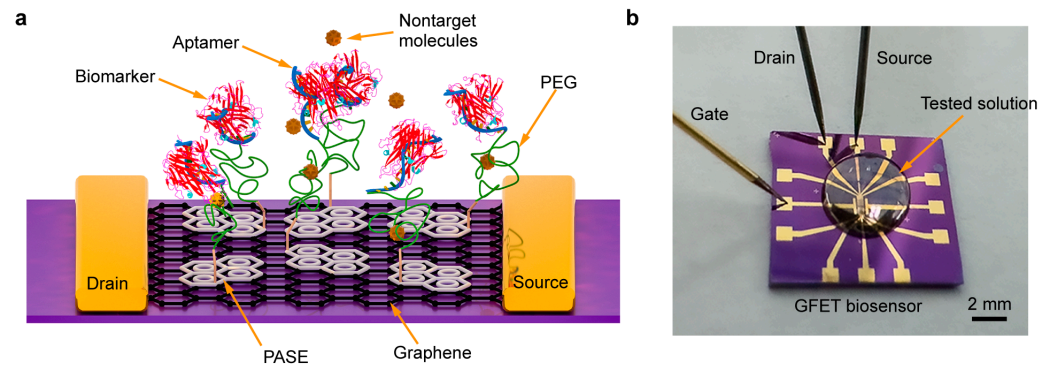 a
Nontarget
molecules
Aptamer
Biomarker
PEG
Drain
Source
PASE
Graphene
b
Drain
Source
Tested solution
Gate
GFET biosensor
2 mm